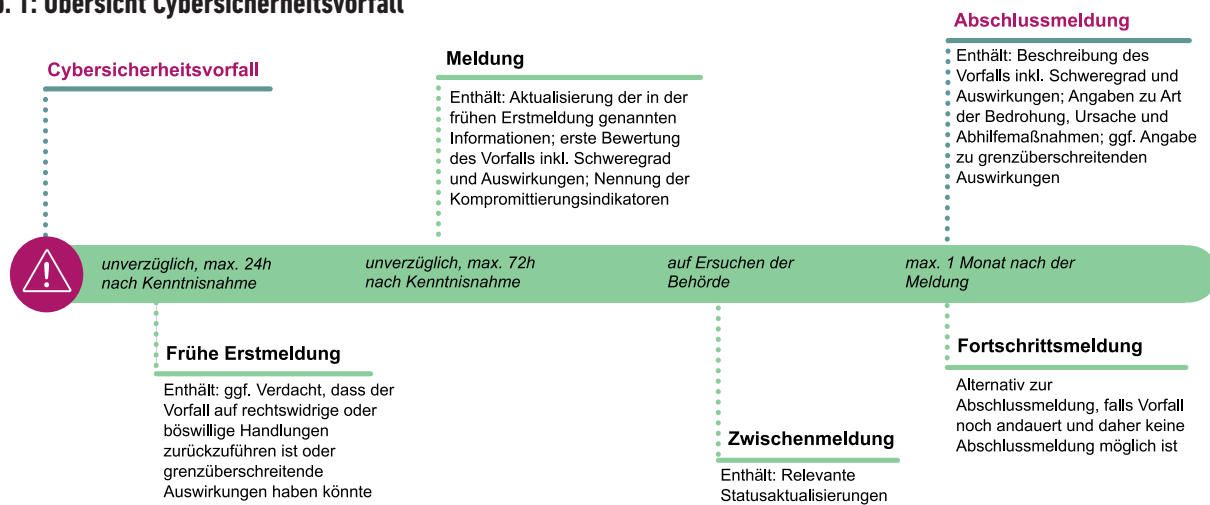 1: Übersicht Cybersicherheitsvorfall
Cybersicherheitsvorfall
Meldung
Enthält: Aktualisierung der in der
frühen Erstmeldung genannten
Informationen; erste Bewertung
des Vorfalls inkl. Schweregrad
und Auswirkungen; Nennung der
Kompromittierungsindikatoren
Abschlussmeldung
Enthält: Beschreibung des
Vorfalls inkl. Schweregrad und
Auswirkungen; Angaben zu Art
der Bedrohung, Ursache und
Abhilfemaßnahmen; ggf. Angabe
zu grenzüberschreitenden
Auswirkungen
unverzüglich, max. 24h
nach Kenntnisnahme
unverzüglich, max. 72h
nach Kenntnisnahme
auf Ersuchen der
Behörde
max. 1 Monat nach der
Meldung
Frühe Erstmeldung
Enthält: ggf. Verdacht, dass der
Vorfall auf rechtswidrige oder
böswillige Handlungen
zurückzuführen ist oder
grenzüberschreitende
Auswirkungen haben könnte
Zwischenmeldung
Enthält: Relevante
Statusaktualisierungen
Fortschrittsmeldung
Alternativ zur
Abschlussmeldung, falls Vorfall
noch andauert und daher keine
Abschlussmeldung möglich ist